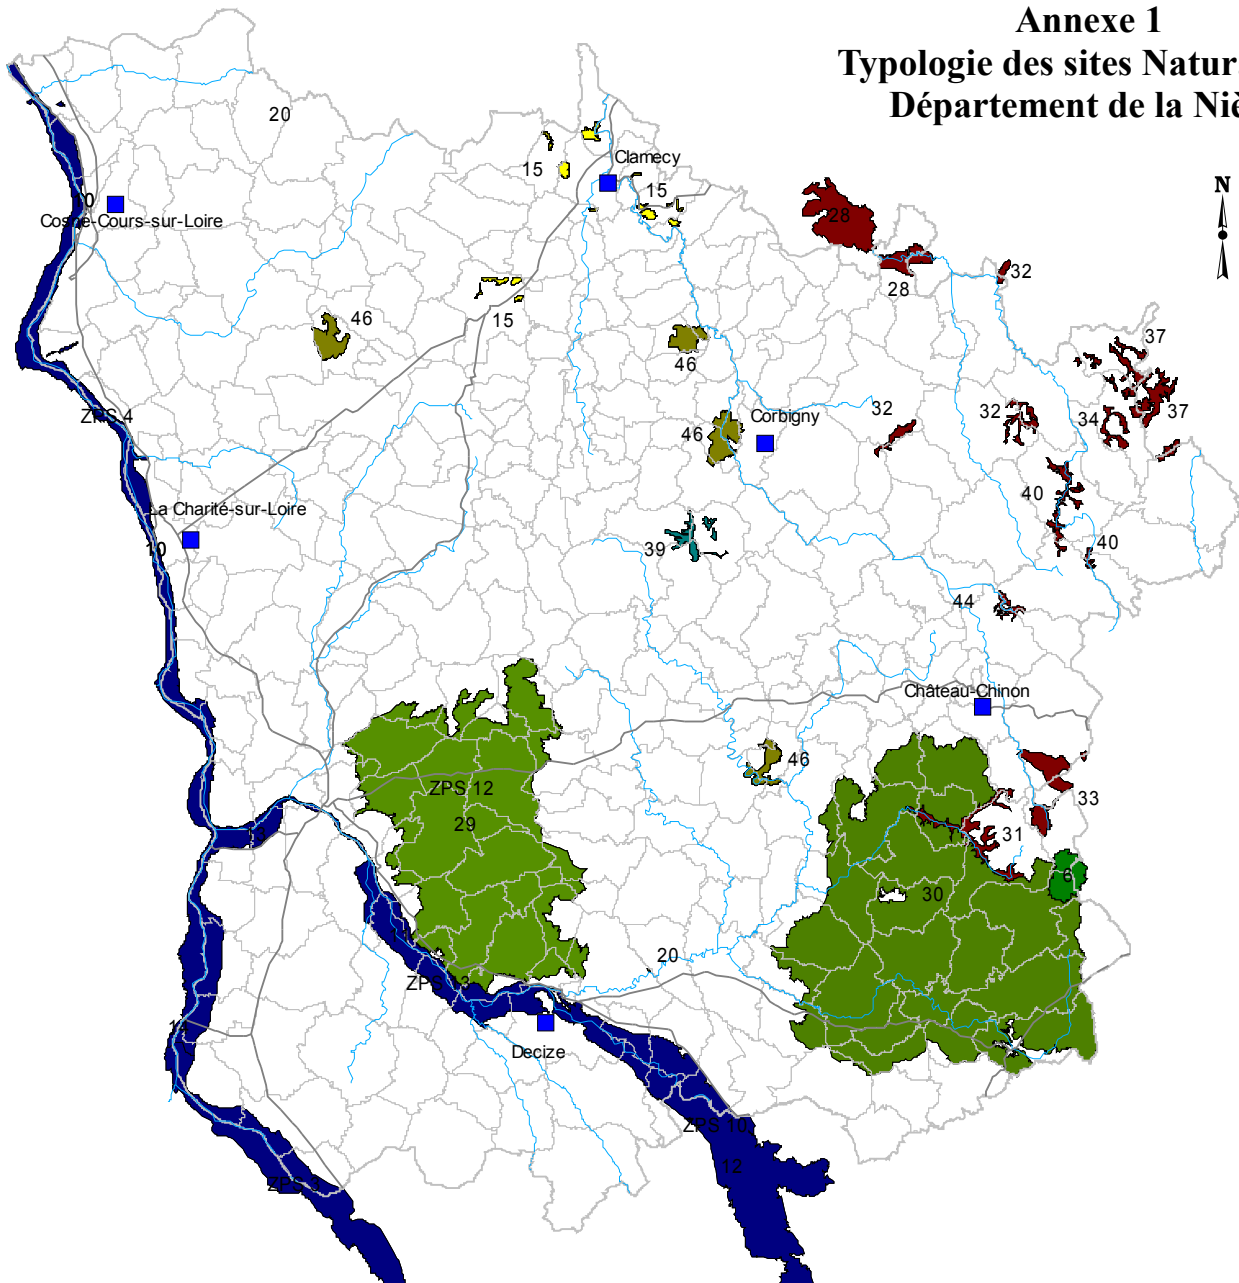 Annexe 1
Typologie des sites Natur
Département de la Niè
20
Clamecy
15
15
N
10
Cosne-Cours-sur-Loire
28
28
32
46
15
46
37
ZPS 4
46
Corbigny
32
32
34
37
La Charité-sur-Loire
10
39
40
40
44
Château-Chinon
ZPS 12
29
46
33
31
6
30
20
Decize
ZPS 10
12
ZPS 3